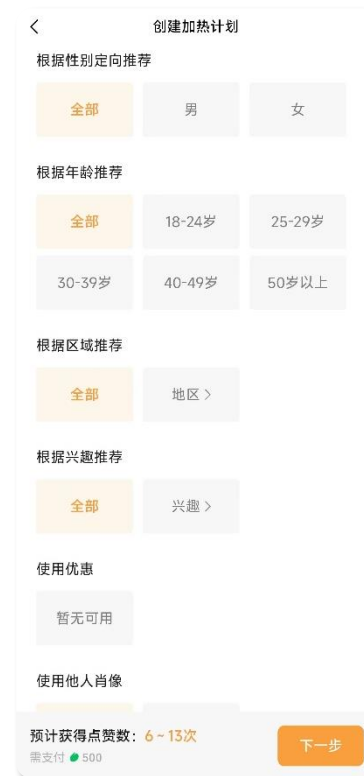 创建加热计划
根据性别定向推荐
全部 男 女
根据年龄推荐
全部 18-24岁 25-29岁
30-39岁 40-49岁 50岁以上
根据区域推荐
全部 地区 >
根据兴趣推荐
全部 兴趣 >
使用优惠
暂无可用
使用他人肖像
预计获得点赞数: 6 ~ 13次
需支付 500
下一步